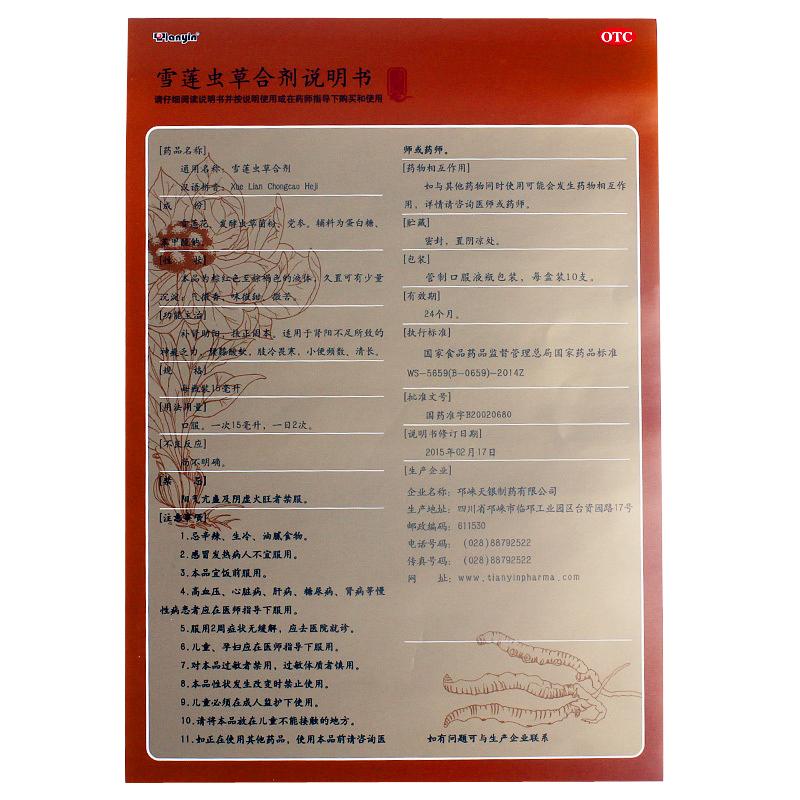 Tianyin
OTC
雪莲虫草合剂说明书
请仔细阅读说明书并按说明使用或在药师指导下购买和使用
[药品名称]
通用名称：雪莲虫草合剂
汉语拼音：Xue Lian Chongcao Heji
[成 份]
雪莲花、发酵虫草菌粉、党参。辅料为蛋白糖、
苯甲酸钠。
[性 状]
本品为棕红色至棕褐色的液体，久置可有少量
沉淀；气微香，味微甜、微苦。
[功能主治]
补肾助阳，扶正固本。适用于肾阳不足所致的
神疲乏力，腰膝酸软，肢冷畏寒，小便频数、清长。
[规 格]
每瓶装15毫升
[用法用量]
口服。一次15毫升，一日2次。
[不良反应]
尚不明确。
[禁 忌]
阳气亢盛及阴虚火旺者禁服。
[注意事项]
1.忌辛辣、生冷、油腻食物。
2.感冒发热病人不宜服用。
3.本品宜饭前服用。
4.高血压、心脏病、肝病、糖尿病、肾病等慢
性病患者应在医师指导下服用。
5.服用2周症状无缓解，应去医院就诊。
6.儿童、孕妇应在医师指导下服用。
7.对本品过敏者禁用，过敏体质者慎用。
8.本品性状发生改变时禁止使用。
9.儿童必须在成人监护下使用。
10.请将本品放在儿童不能接触的地方。
11.如正在使用其他药品，使用本品前请咨询医
师或药师。
[药物相互作用]
如与其他药物同时使用可能会发生药物相互作
用，详情请咨询医师或药师。
[贮藏]
密封，置阴凉处。
[包装]
管制口服液瓶包装，每盒装10支。
[有效期]
24个月。
[执行标准]
国家食品药品监督管理总局国家药品标准
WS-5659(B-0659)-2014Z
[批准文号]
国药准字B20020680
[说明书修订日期]
2015年02月17日
[生产企业]
企业名称：邛崃天银制药有限公司
生产地址：四川省邛崃市临邛工业园区台资园路17号
邮政编码：611530
电话号码：(028)88792522
传真号码：(028)88792522
网 址：www.tianyinpharma.com
如有问题可与生产企业联系